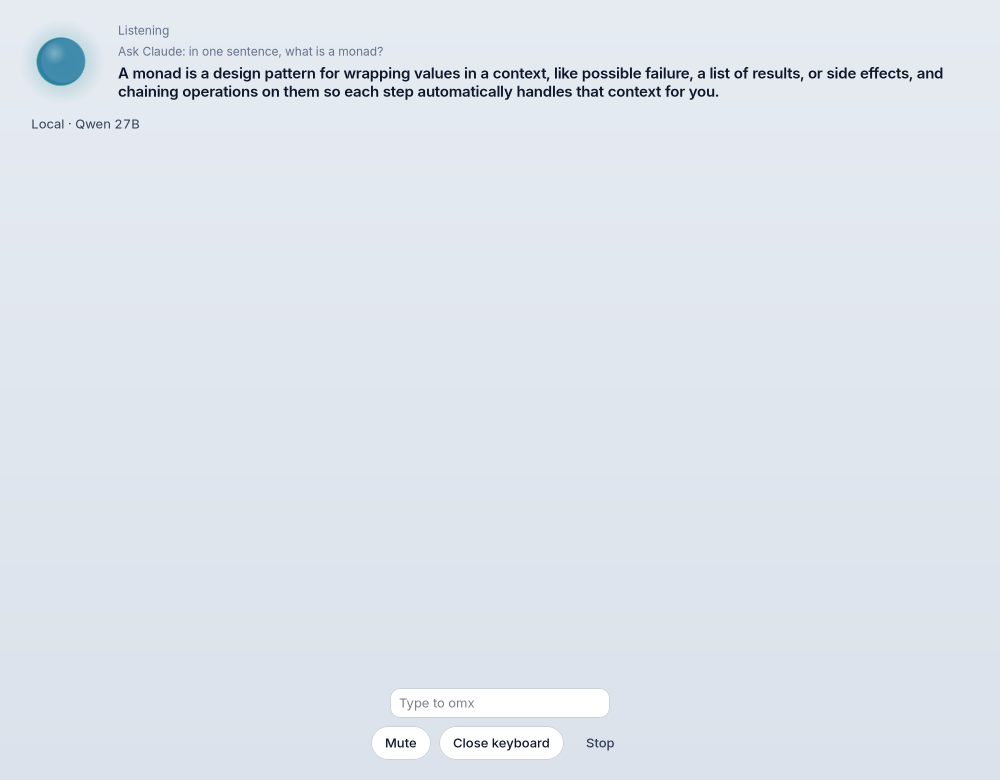 Listening
Ask Claude: in one sentence, what is a monad?
A monad is a design pattern for wrapping values in a context, like possible failure, a list of results, or side effects, and
chaining operations on them so each step automatically handles that context for you.
Local · Qwen 27B
Type to omx
Mute
Close keyboard
Stop